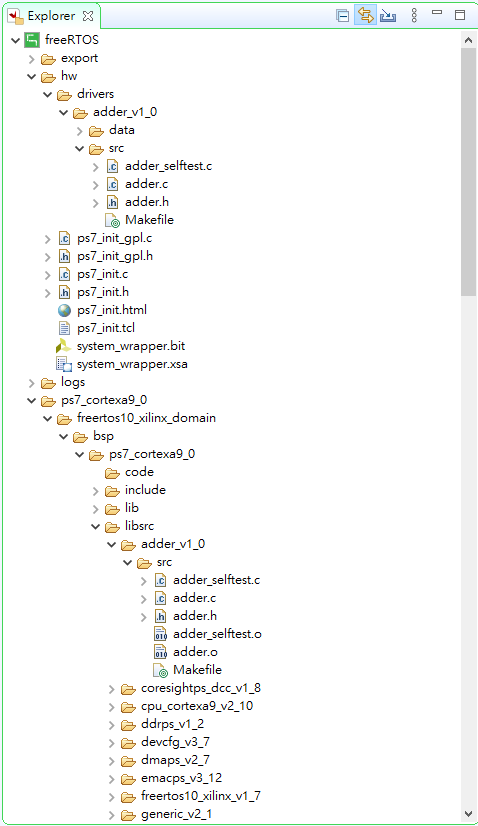 Explorer
freeRTOS
export
hw
drivers
adder_v1_0
data
src
adder_selftest.c
adder.c
adder.h
Makefile
ps7_init_gpl.c
ps7_init_gpl.h
ps7_init.c
ps7_init.h
ps7_init.html
ps7_init.tcl
system_wrapper.bit
system_wrapper.xsa
logs
ps7_cortexa9_0
freertos10_xilinx_domain
bsp
ps7_cortexa9_0
code
include
lib
libsrc
adder_v1_0
src
adder_selftest.c
adder.c
adder.h
adder_selftest.o
adder.o
Makefile
coresightps_dcc_v1_8
cpu_cortexa9_v2_10
ddrps_v1_2
devcfg_v3_7
dmaps_v2_7
emacps_v3_12
freertos10_xilinx_v1_7
generic_v2_1